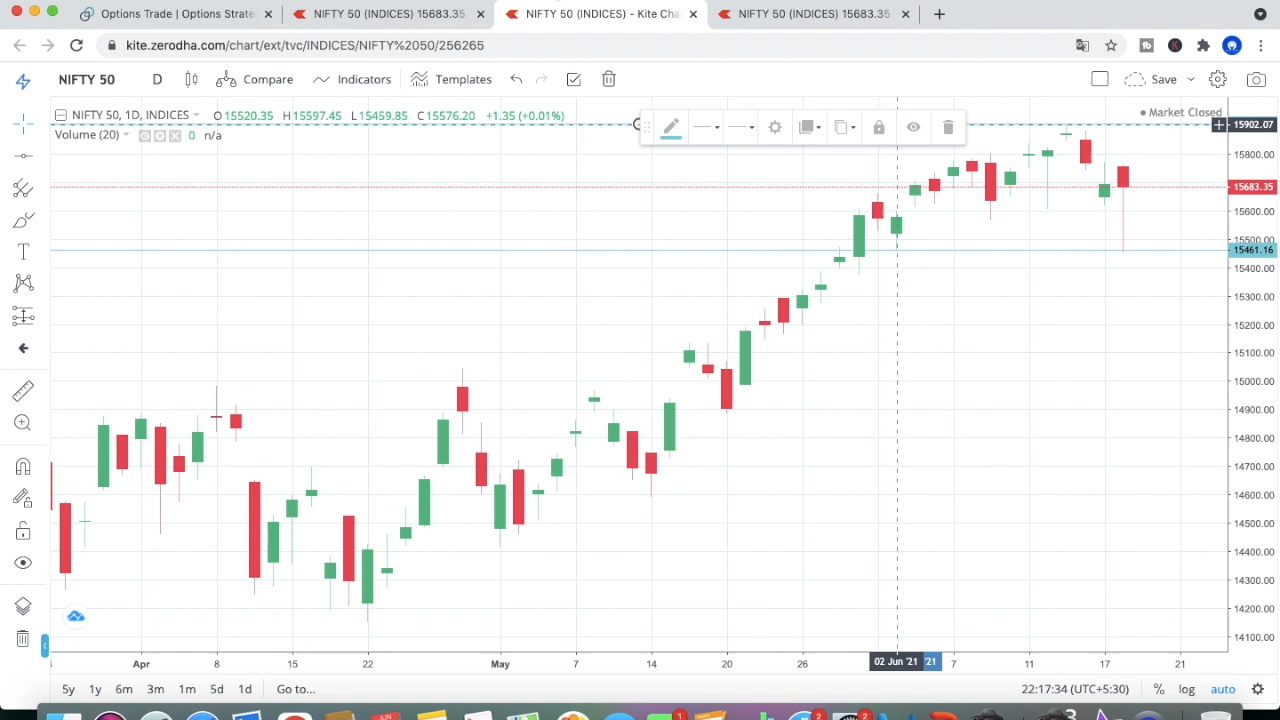 Options Trade | Options Strate
NIFTY 50 (INDICES) 15683.35
NIFTY 50 (INDICES) - Kite Cha
NIFTY 50 (INDICES) 15683.35
kite.zerodha.com/chart/ext/tvc/INDICES/NIFTY%2050/256265
NIFTY 50 D Compare Indicators Templates Save
NIFTY 50, 1D, INDICES O 15520.35 H 15597.45 L 15459.85 C 15576.20 +1.35 (+0.01%)
Market Closed
Volume (20) 0 n/a
15902.07
15800.00
15683.35
15600.00
15500.00
15461.16
15400.00
15300.00
15200.00
15100.00
15000.00
14900.00
14800.00
14700.00
14600.00
14500.00
14400.00
14300.00
14200.00
14100.00
Apr 8 15 22 May 7 14 20 26 02 Jun '21 '21 7 11 17 21
5y 1y 6m 3m 1m 5d 1d Go to... 22:17:34 (UTC+5:30) % log auto
JUN 1 2 2 3